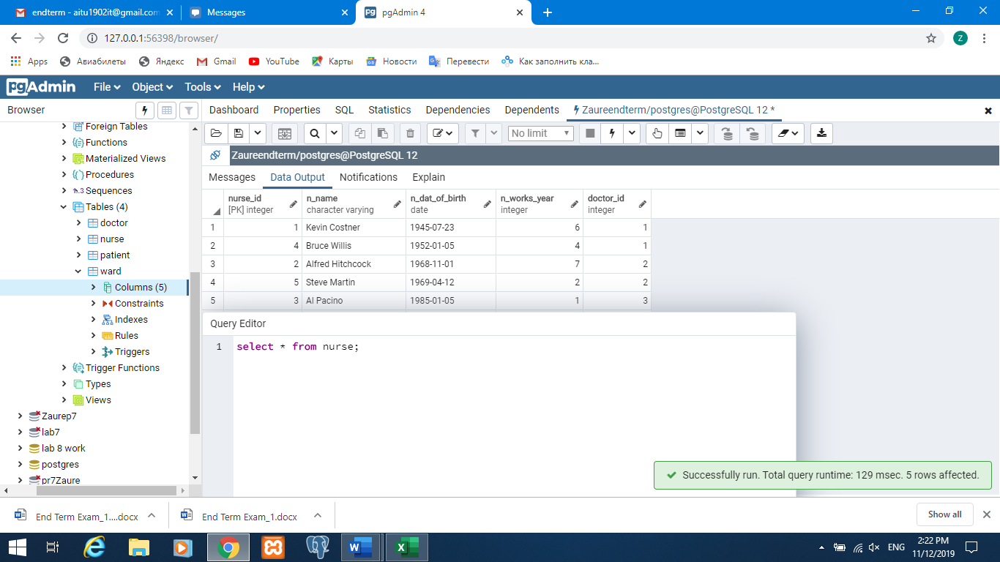 endterm - aitu1902it@gmail.com
Messages
pgAdmin 4
127.0.0.1:56398/browser/
Z
Apps Авиабилеты Яндекс Gmail YouTube Карты Новости Перевести Как заполнить кла...
pgAdmin File Object Tools Help
Browser
Dashboard Properties SQL Statistics Dependencies Dependents Zaureendterm/postgres@PostgreSQL 12 *
No limit
Zaureendterm/postgres@PostgreSQL 12
Foreign Tables
Functions
Materialized Views
Procedures
1..3 Sequences
Tables (4)
doctor
nurse
patient
ward
Columns (5)
Constraints
Indexes
Rules
Triggers
Trigger Functions
Types
Views
Zaurep7
lab7
lab 8 work
postgres
pr7Zaure
Messages Data Output Notifications Explain
nurse_id n_name n_dat_of_birth n_works_year doctor_id
[PK] integer character varying date integer integer
1 1 Kevin Costner 1945-07-23 6 1
2 4 Bruce Willis 1952-01-05 4 1
3 2 Alfred Hitchcock 1968-11-01 7 2
4 5 Steve Martin 1969-04-12 2 2
5 3 Al Pacino 1985-01-05 1 3
Query Editor
1 select * from nurse;
Successfully run. Total query runtime: 129 msec. 5 rows affected.
End Term Exam_1....docx End Term Exam_1.docx Show all
ENG
2:22 PM
11/12/2019